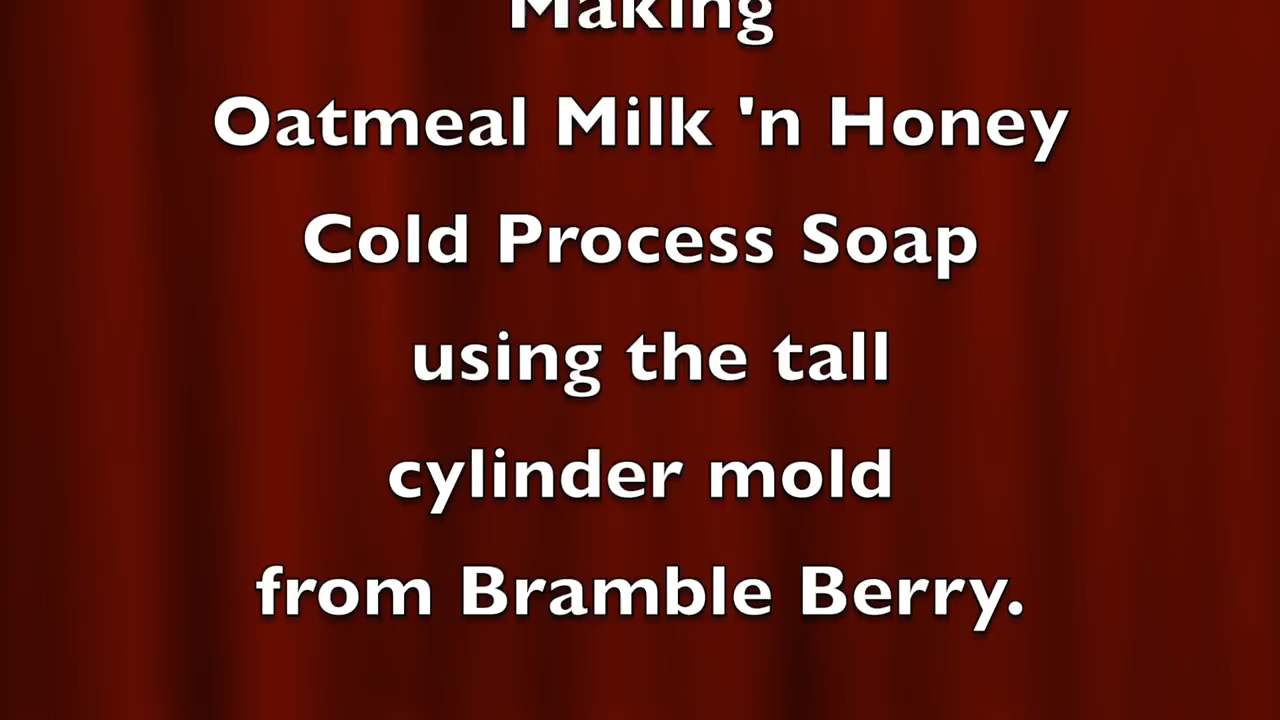 Making
Oatmeal Milk 'n Honey
Cold Process Soap
using the tall
cylinder mold
from Bramble Berry.